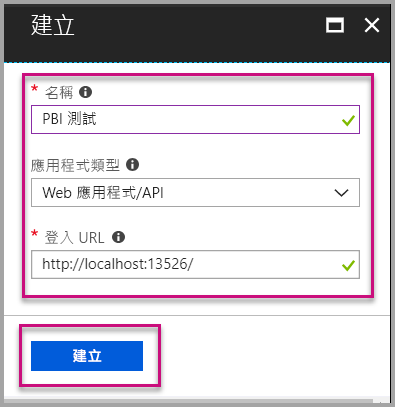 建立
* 名稱
PBI 測試
應用程式類型
Web 應用程式/API
* 登入 URL
http://localhost:13526/
建立